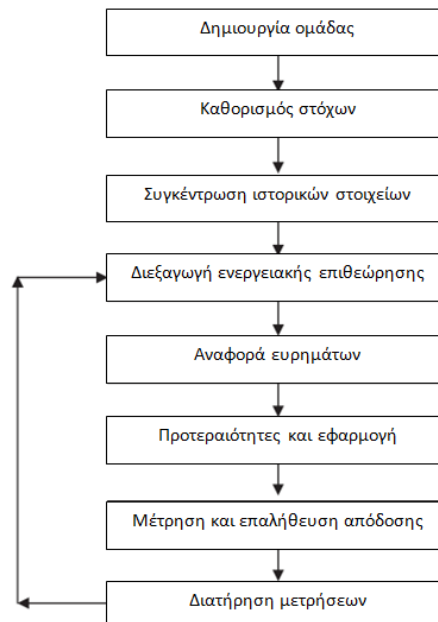 Δημιουργία ομάδας
Καθορισμός στόχων
Συγκέντρωση ιστορικών στοιχείων
Διεξαγωγή ενεργειακής επιθεώρησης
Αναφορά ευρημάτων
Προτεραιότητες και εφαρμογή
Μέτρηση και επαλήθευση απόδοσης
Διατήρηση μετρήσεων